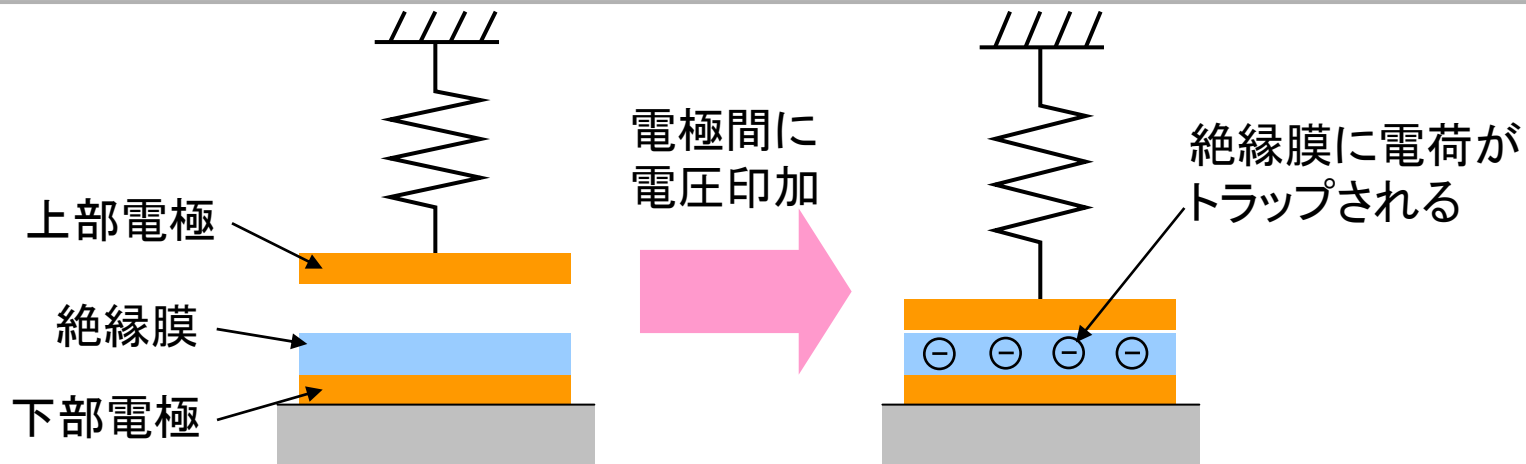 上部電極
絶縁膜
下部電極
電極間に
電圧印加
絶縁膜に電荷が
トラップされる